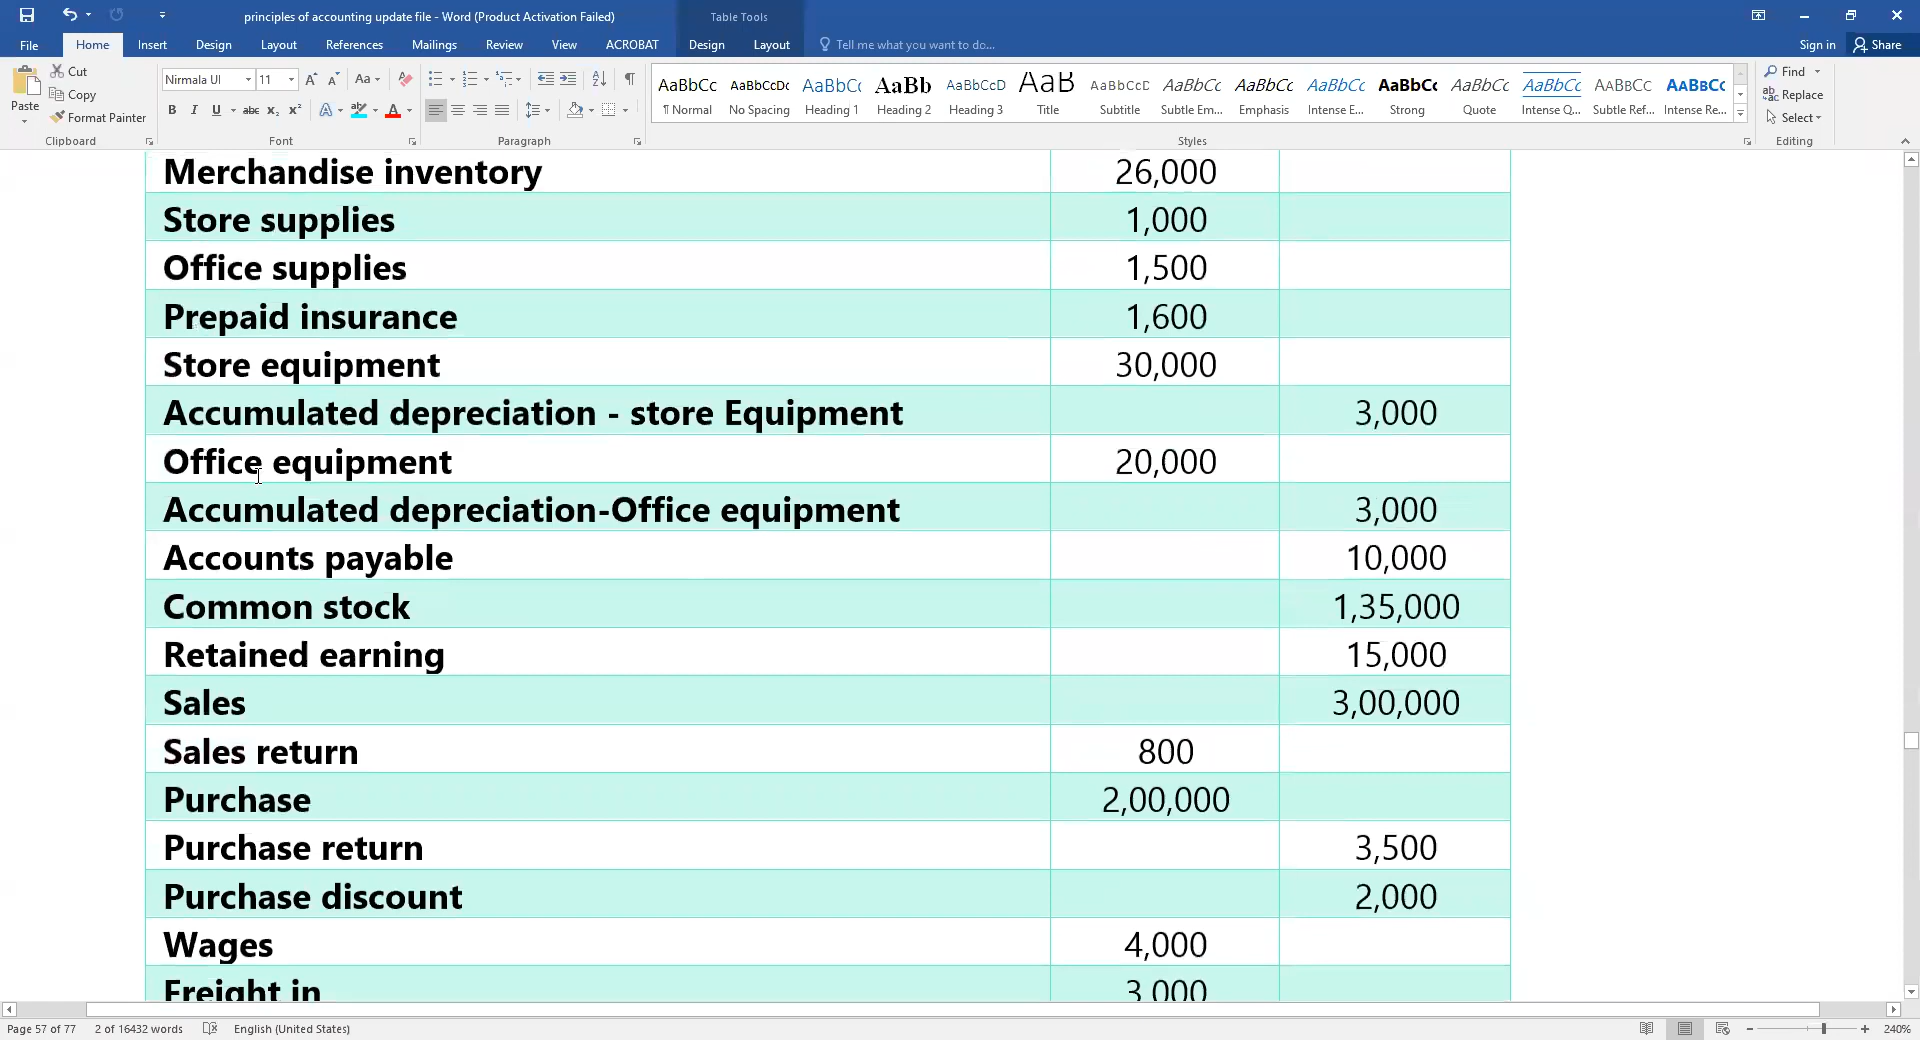 principles of accounting update file - Word (Product Activation Failed)
Table Tools
File Home Insert Design Layout References Mailings Review View ACROBAT Design Layout Tell me what you want to do... Sign in Share
Cut
Copy
Paste
Format Painter
Clipboard
Nirmala UI 11
Font
Paragraph
AaBbCc AaBbCcDc AaBbCc AaBb AaBbCcD AaB AaBbCcD AaBbCc AaBbCc AaBbCc AaBbCc AaBbCc AaBbCc AaBbCc AaBbCc
¶ Normal No Spacing Heading 1 Heading 2 Heading 3 Title Subtitle Subtle Em... Emphasis Intense E... Strong Quote Intense Q... Subtle Ref... Intense Re...
Styles
Find
Replace
Select
Editing
Merchandise inventory 26,000
Store supplies 1,000
Office supplies 1,500
Prepaid insurance 1,600
Store equipment 30,000
Accumulated depreciation - store Equipment 3,000
Office equipment 20,000
Accumulated depreciation-Office equipment 3,000
Accounts payable 10,000
Common stock 1,35,000
Retained earning 15,000
Sales 3,00,000
Sales return 800
Purchase 2,00,000
Purchase return 3,500
Purchase discount 2,000
Wages 4,000
Freight in 3,000
Page 57 of 77 2 of 16432 words English (United States) 240%